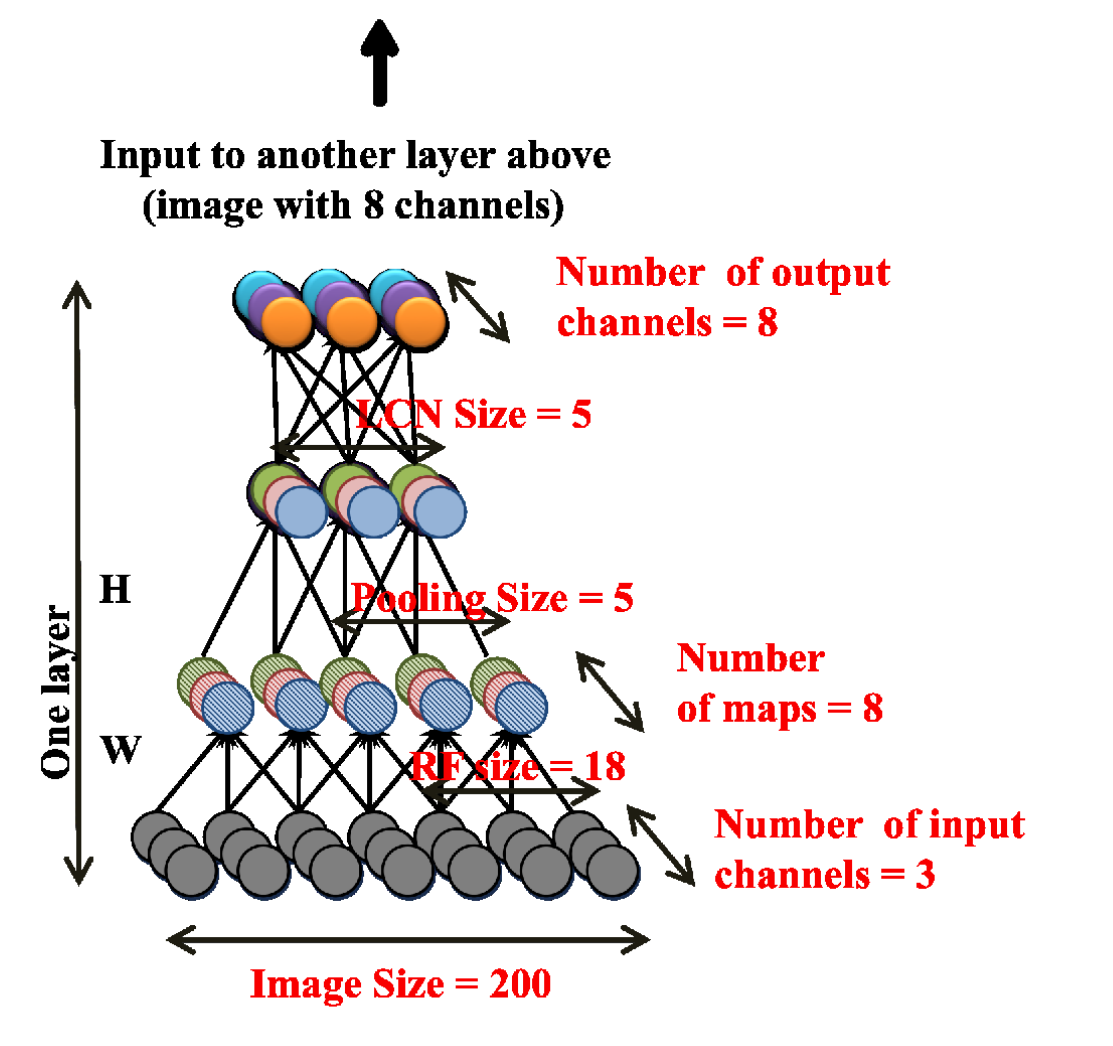 Input to another layer above
(image with 8 channels)
Number of output
channels = 8
LCN Size = 5
Pooling Size = 5
H
One layer
Number
of maps = 8
W
RF size = 18
Number of input
channels = 3
Image Size = 200